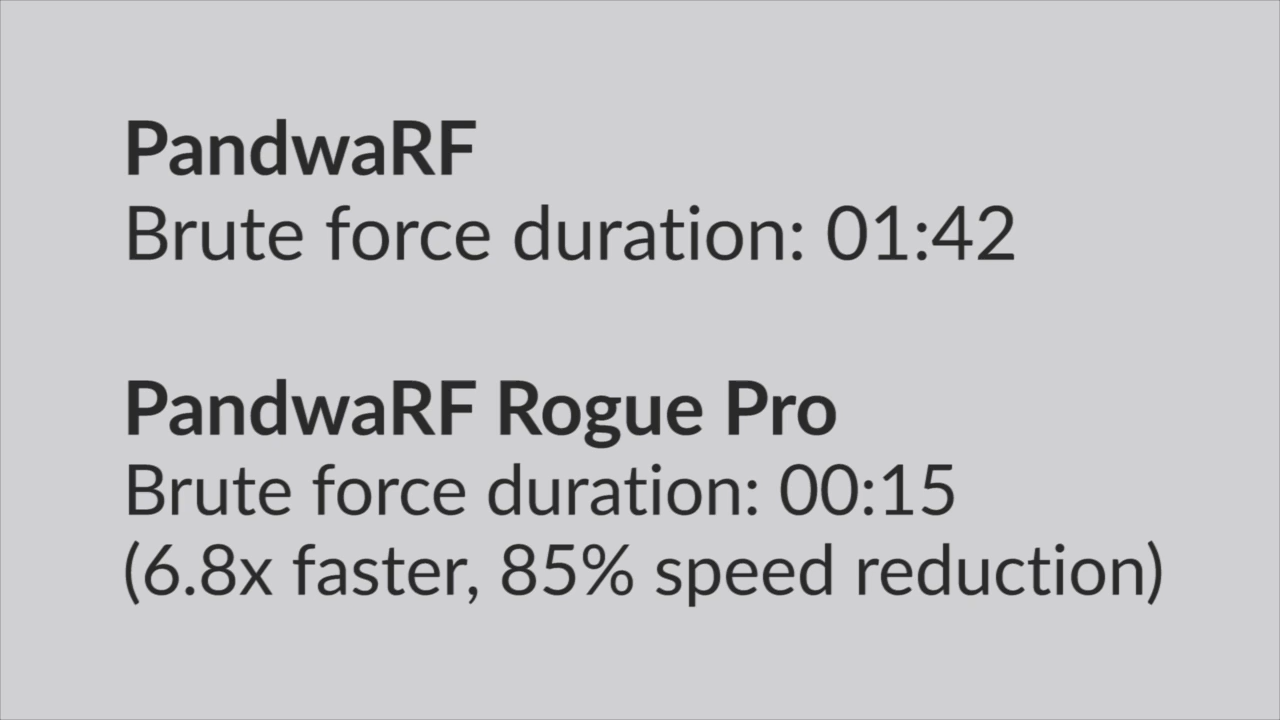 PandwaRF
Brute force duration: 01:42
PandwaRF Rogue Pro
Brute force duration: 00:15
(6.8x faster, 85% speed reduction)